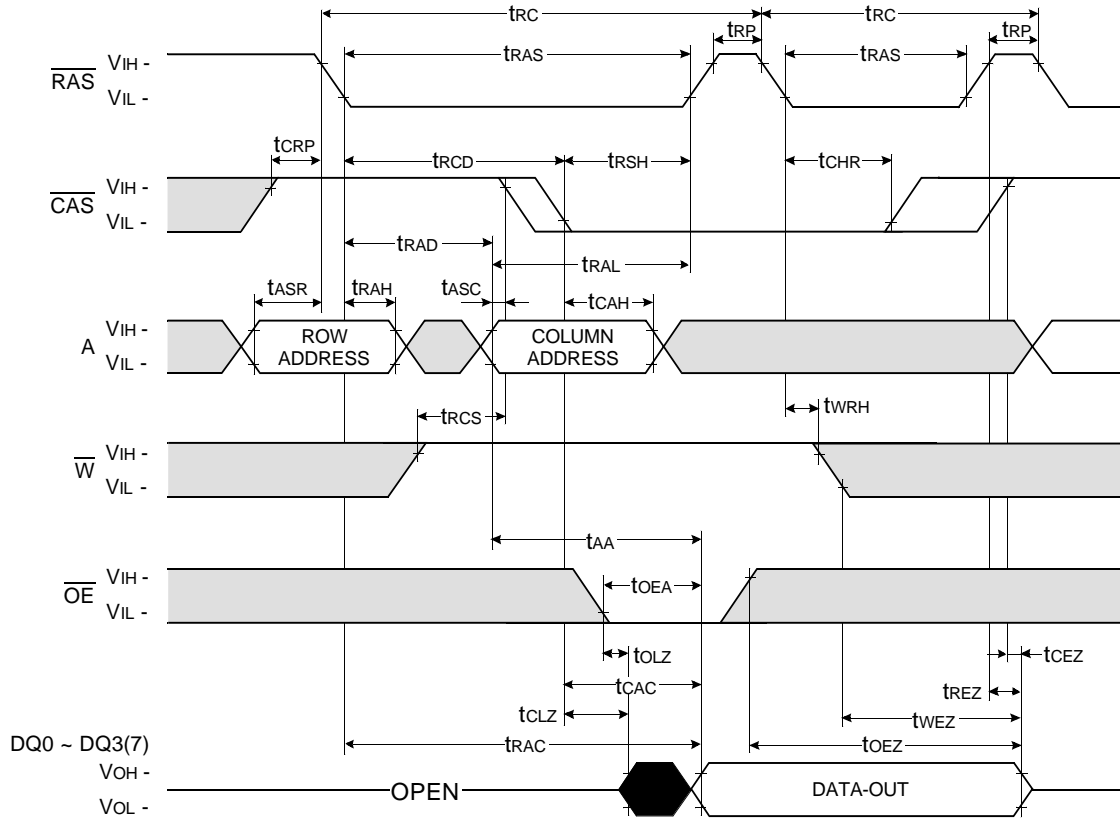 tRC tRC
tRP tRP
tRAS tRAS
RAS VIH -
VIL -
tCRP tRCD tRSH tCHR
CAS VIH -
VIL -
tRAD tRAL
tASR tRAH tASC tCAH
A VIH -
VIL -
ROW
ADDRESS
COLUMN
ADDRESS
tRCS tWRH
W VIH -
VIL -
tAA
OE VIH -
VIL -
tOEA
tOLZ tCEZ
tCAC tREZ
tCLZ tWEZ
tRAC tOEZ
DQ0 ~ DQ3(7)
VOH -
VOL -
OPEN DATA-OUT